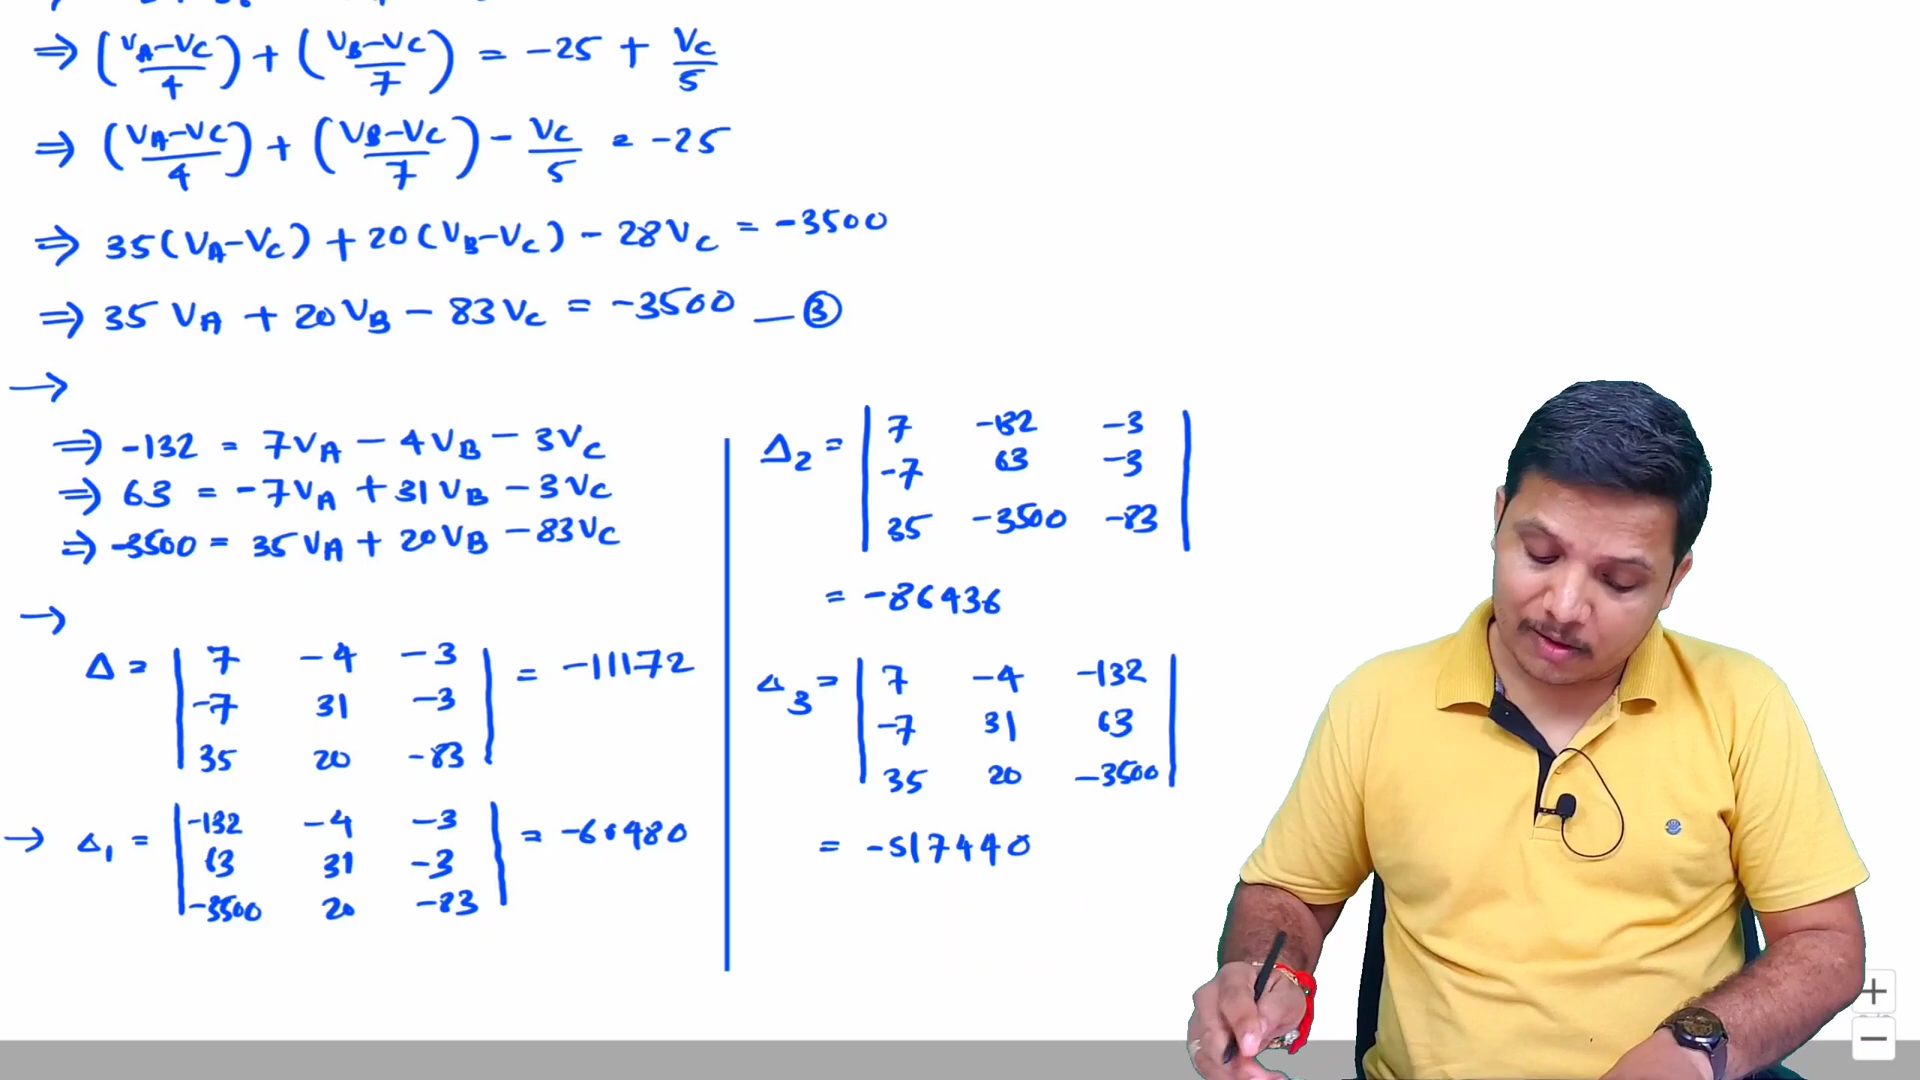 ⇒ (VA-VC/4) + (VB-VC/7) = -25 + VC/5
⇒ (VA-VC/4) + (VB-VC/7) - VC/5 = -25
⇒ 35(VA-VC) + 20(VB-VC) - 28VC = -3500
⇒ 35 VA + 20VB - 83VC = -3500 — ③
→
⇒ -132 = 7VA - 4VB - 3VC
⇒ 63 = -7VA + 31VB - 3VC
⇒ -3500 = 35VA + 20VB - 83VC
→
Δ = | 7 -4 -3 | = -11172
| -7 31 -3 |
| 35 20 -83 |
→ Δ1 = | -132 -4 -3 |
| 63 31 -3 |
| -3500 20 -83 |
Δ2 = | 7 -132 -3 |
| -7 63 -3 |
| 35 -3500 -83 |
= -86436
Δ3 = | 7 -4 -132 |
| -7 31 63 |
| 35 20 -3500 |
= -517440